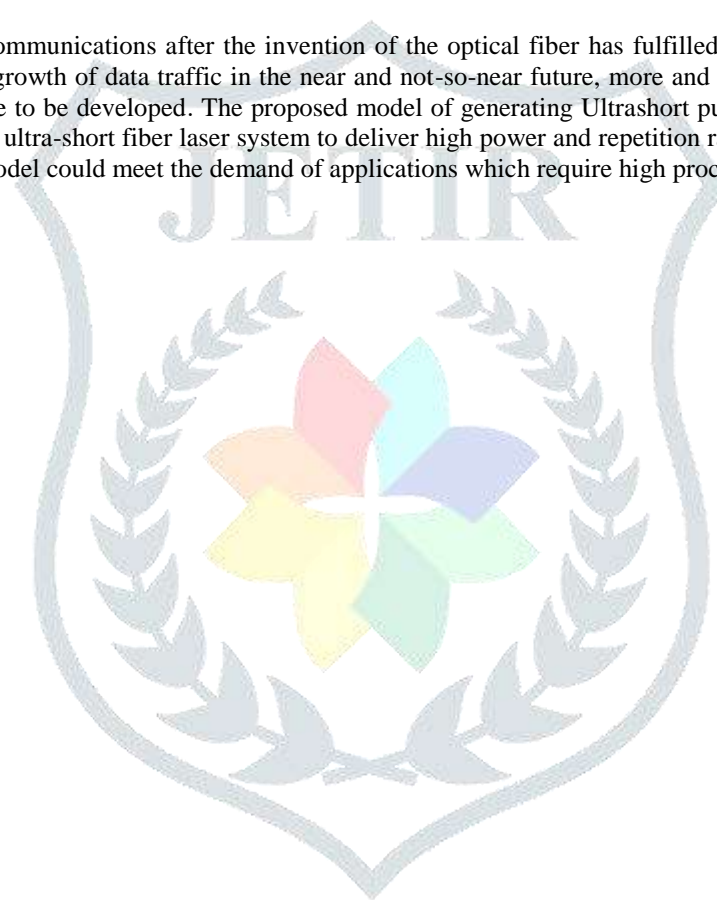 ommunications after the invention of the optical fiber has fulfilled
growth of data traffic in the near and not-so-near future, more and
e to be developed. The proposed model of generating Ultrashort pu
ultra-short fiber laser system to deliver high power and repetition ra
odel could meet the demand of applications which require high proc
JETIR